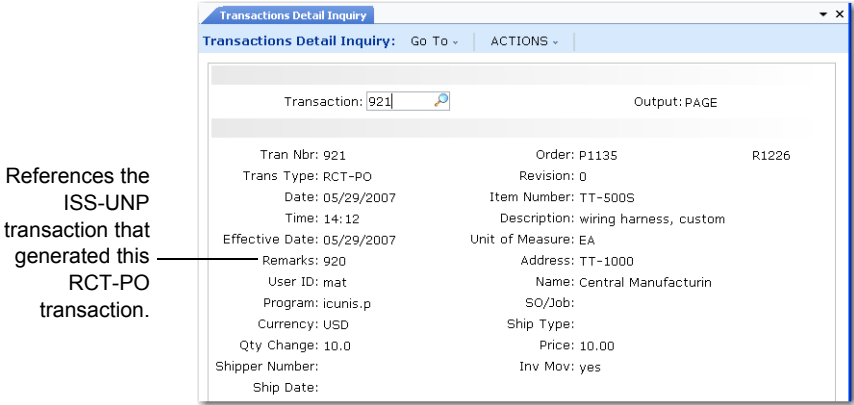 Transactions Detail Inquiry
Transactions Detail Inquiry: Go To ACTIONS
Transaction: 921 Output: PAGE
Tran Nbr: 921 Order: P1135 R1226
Trans Type: RCT-PO Revision: 0
Date: 05/29/2007 Item Number: TT-500S
Time: 14:12 Description: wiring harness, custom
Effective Date: 05/29/2007 Unit of Measure: EA
Remarks: 920 Address: TT-1000
User ID: mat Name: Central Manufacturin
Program: icunis.p SO/Job:
Currency: USD Ship Type:
Qty Change: 10.0 Price: 10.00
Shipper Number: Inv Mov: yes
Ship Date:
References the
ISS-UNP
transaction that
generated this
RCT-PO
transaction.